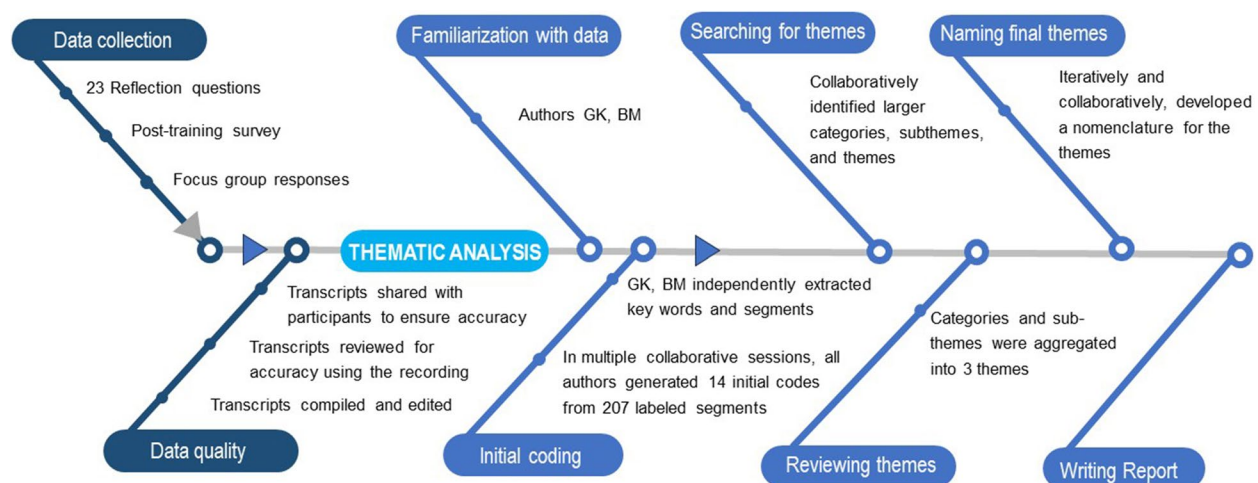 Data collection
23 Reflection questions
Post-training survey
Focus group responses
Familiarization with data
Authors GK, BM
Searching for themes
Collaboratively
identified larger
categories, subthemes,
and themes
Naming final themes
Iteratively and
collaboratively, developed
a nomenclature for the
themes
THEMATIC ANALYSIS
Transcripts shared with
participants to ensure accuracy
Transcripts reviewed for
accuracy using the recording
Transcripts compiled and edited
Data quality
GK, BM independently extracted
key words and segments
In multiple collaborative sessions, all
authors generated 14 initial codes
from 207 labeled segments
Initial coding
Categories and sub-
themes were aggregated
into 3 themes
Reviewing themes
Writing Report